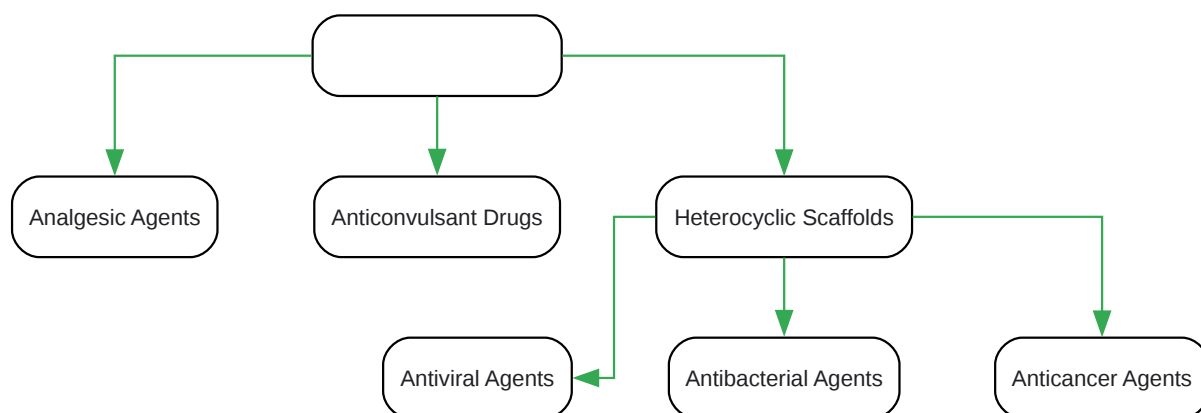 Analgesic Agents
Anticonvulsant Drugs
Heterocyclic Scaffolds
Antiviral Agents
Antibacterial Agents
Anticancer Agents